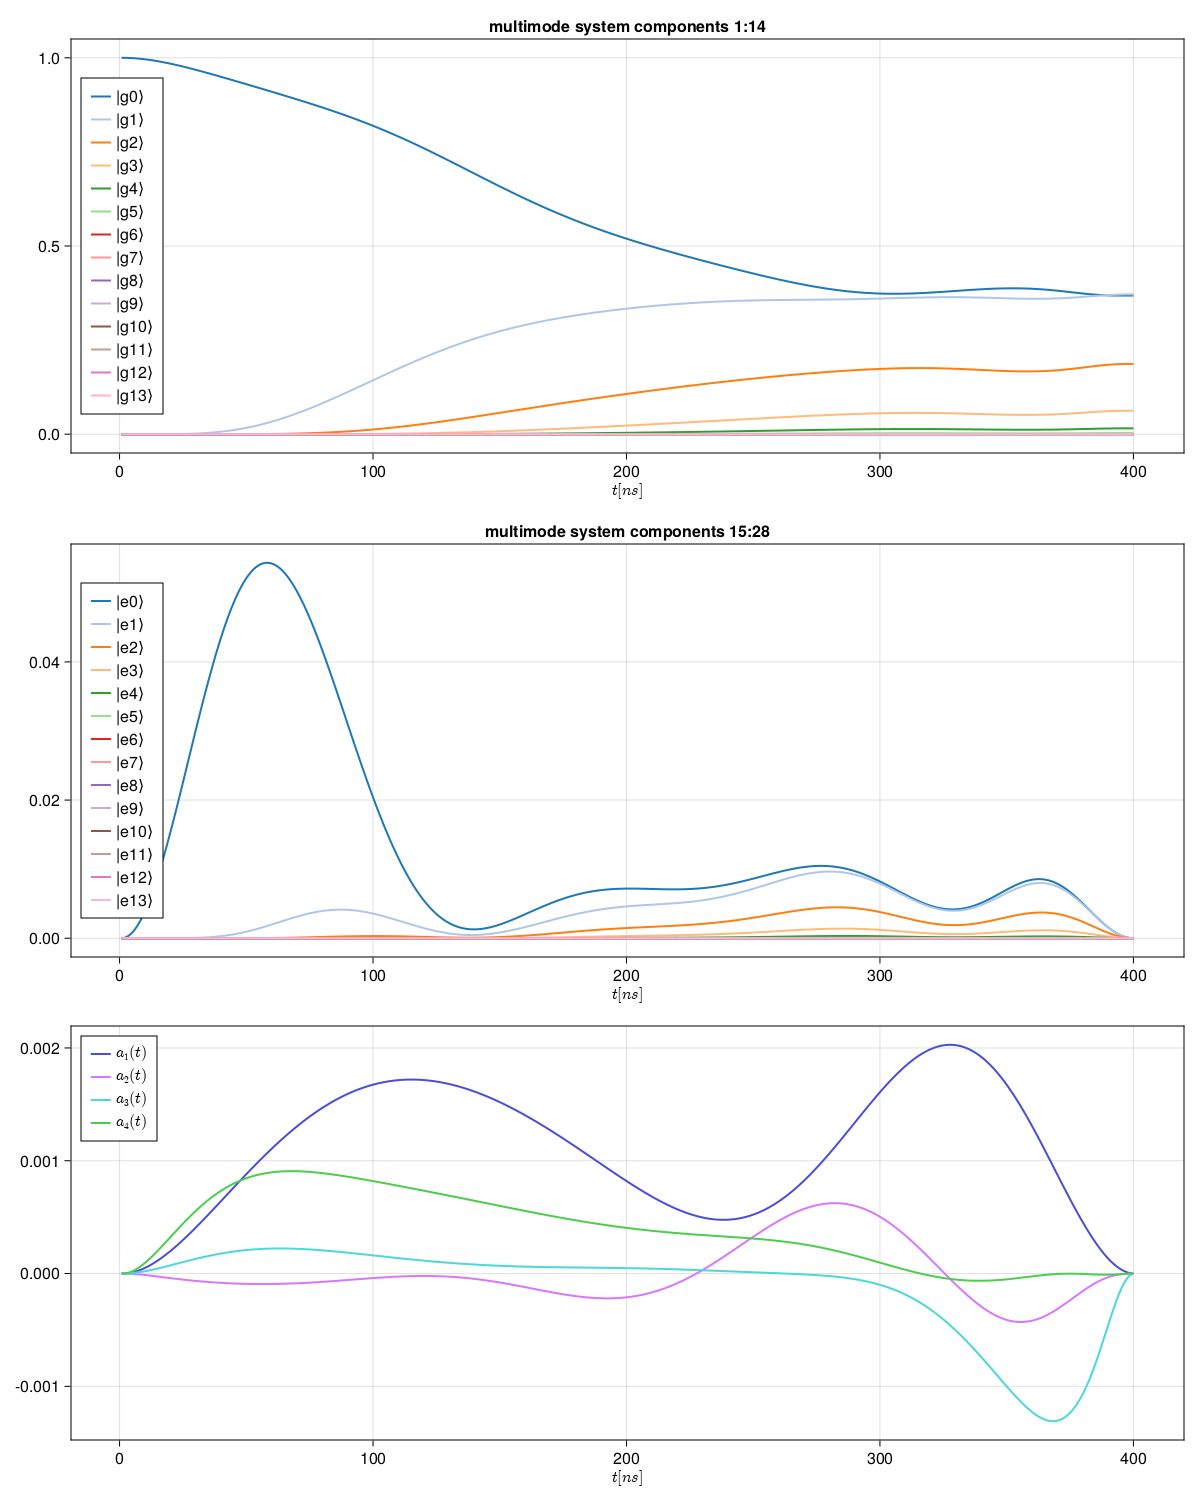 multimode system components 1:14
1.0
0.5
0.0
|g0⟩
|g1⟩
|g2⟩
|g3⟩
|g4⟩
|g5⟩
|g6⟩
|g7⟩
|g8⟩
|g9⟩
|g10⟩
|g11⟩
|g12⟩
|g13⟩
0 100 200 300 400
t[ns]
multimode system components 15:28
0.04
0.02
0.00
|e0⟩
|e1⟩
|e2⟩
|e3⟩
|e4⟩
|e5⟩
|e6⟩
|e7⟩
|e8⟩
|e9⟩
|e10⟩
|e11⟩
|e12⟩
|e13⟩
0 100 200 300 400
t[ns]
0.002
0.001
0.000
-0.001
a₁(t)
a₂(t)
a₃(t)
a₄(t)
0 100 200 300 400
t[ns]